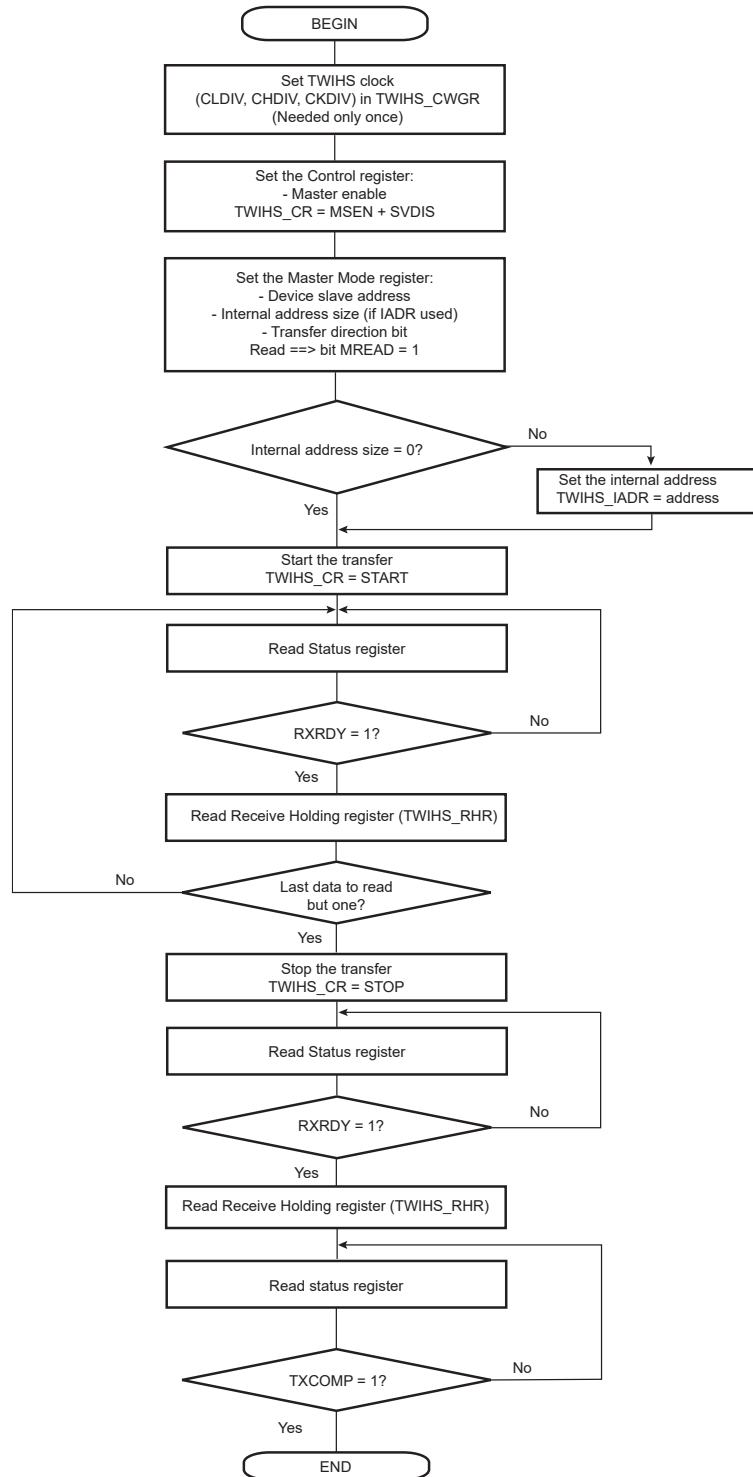 BEGIN
Set TWIHS clock
(CLDIV, CHDIV, CKDIV) in TWIHS_CWGR
(Needed only once)
Set the Control register:
- Master enable
TWIHS_CR = MSEN + SVDIS
Set the Master Mode register:
- Device slave address
- Internal address size (if IADR used)
- Transfer direction bit
Read ==> bit MREAD = 1
Internal address size = 0?
No
Set the internal address
TWIHS_IADR = address
Yes
Start the transfer
TWIHS_CR = START
Read Status register
RXRDY = 1?
No
Yes
Read Receive Holding register (TWIHS_RHR)
No
Last data to read
but one?
Yes
Stop the transfer
TWIHS_CR = STOP
Read Status register
RXRDY = 1?
No
Yes
Read Receive Holding register (TWIHS_RHR)
Read status register
TXCOMP = 1?
No
Yes
END